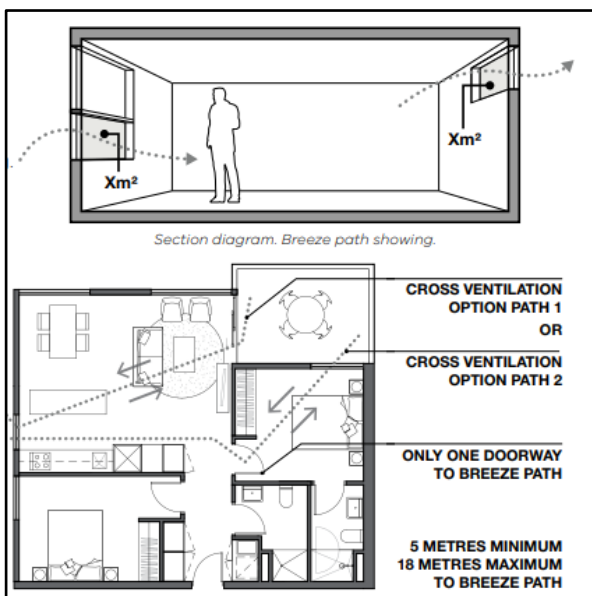 Xm²
Xm²
Section diagram. Breeze path showing.
CROSS VENTILATION
OPTION PATH 1
OR
CROSS VENTILATION
OPTION PATH 2
ONLY ONE DOORWAY
TO BREEZE PATH
5 METRES MINIMUM
18 METRES MAXIMUM
TO BREEZE PATH